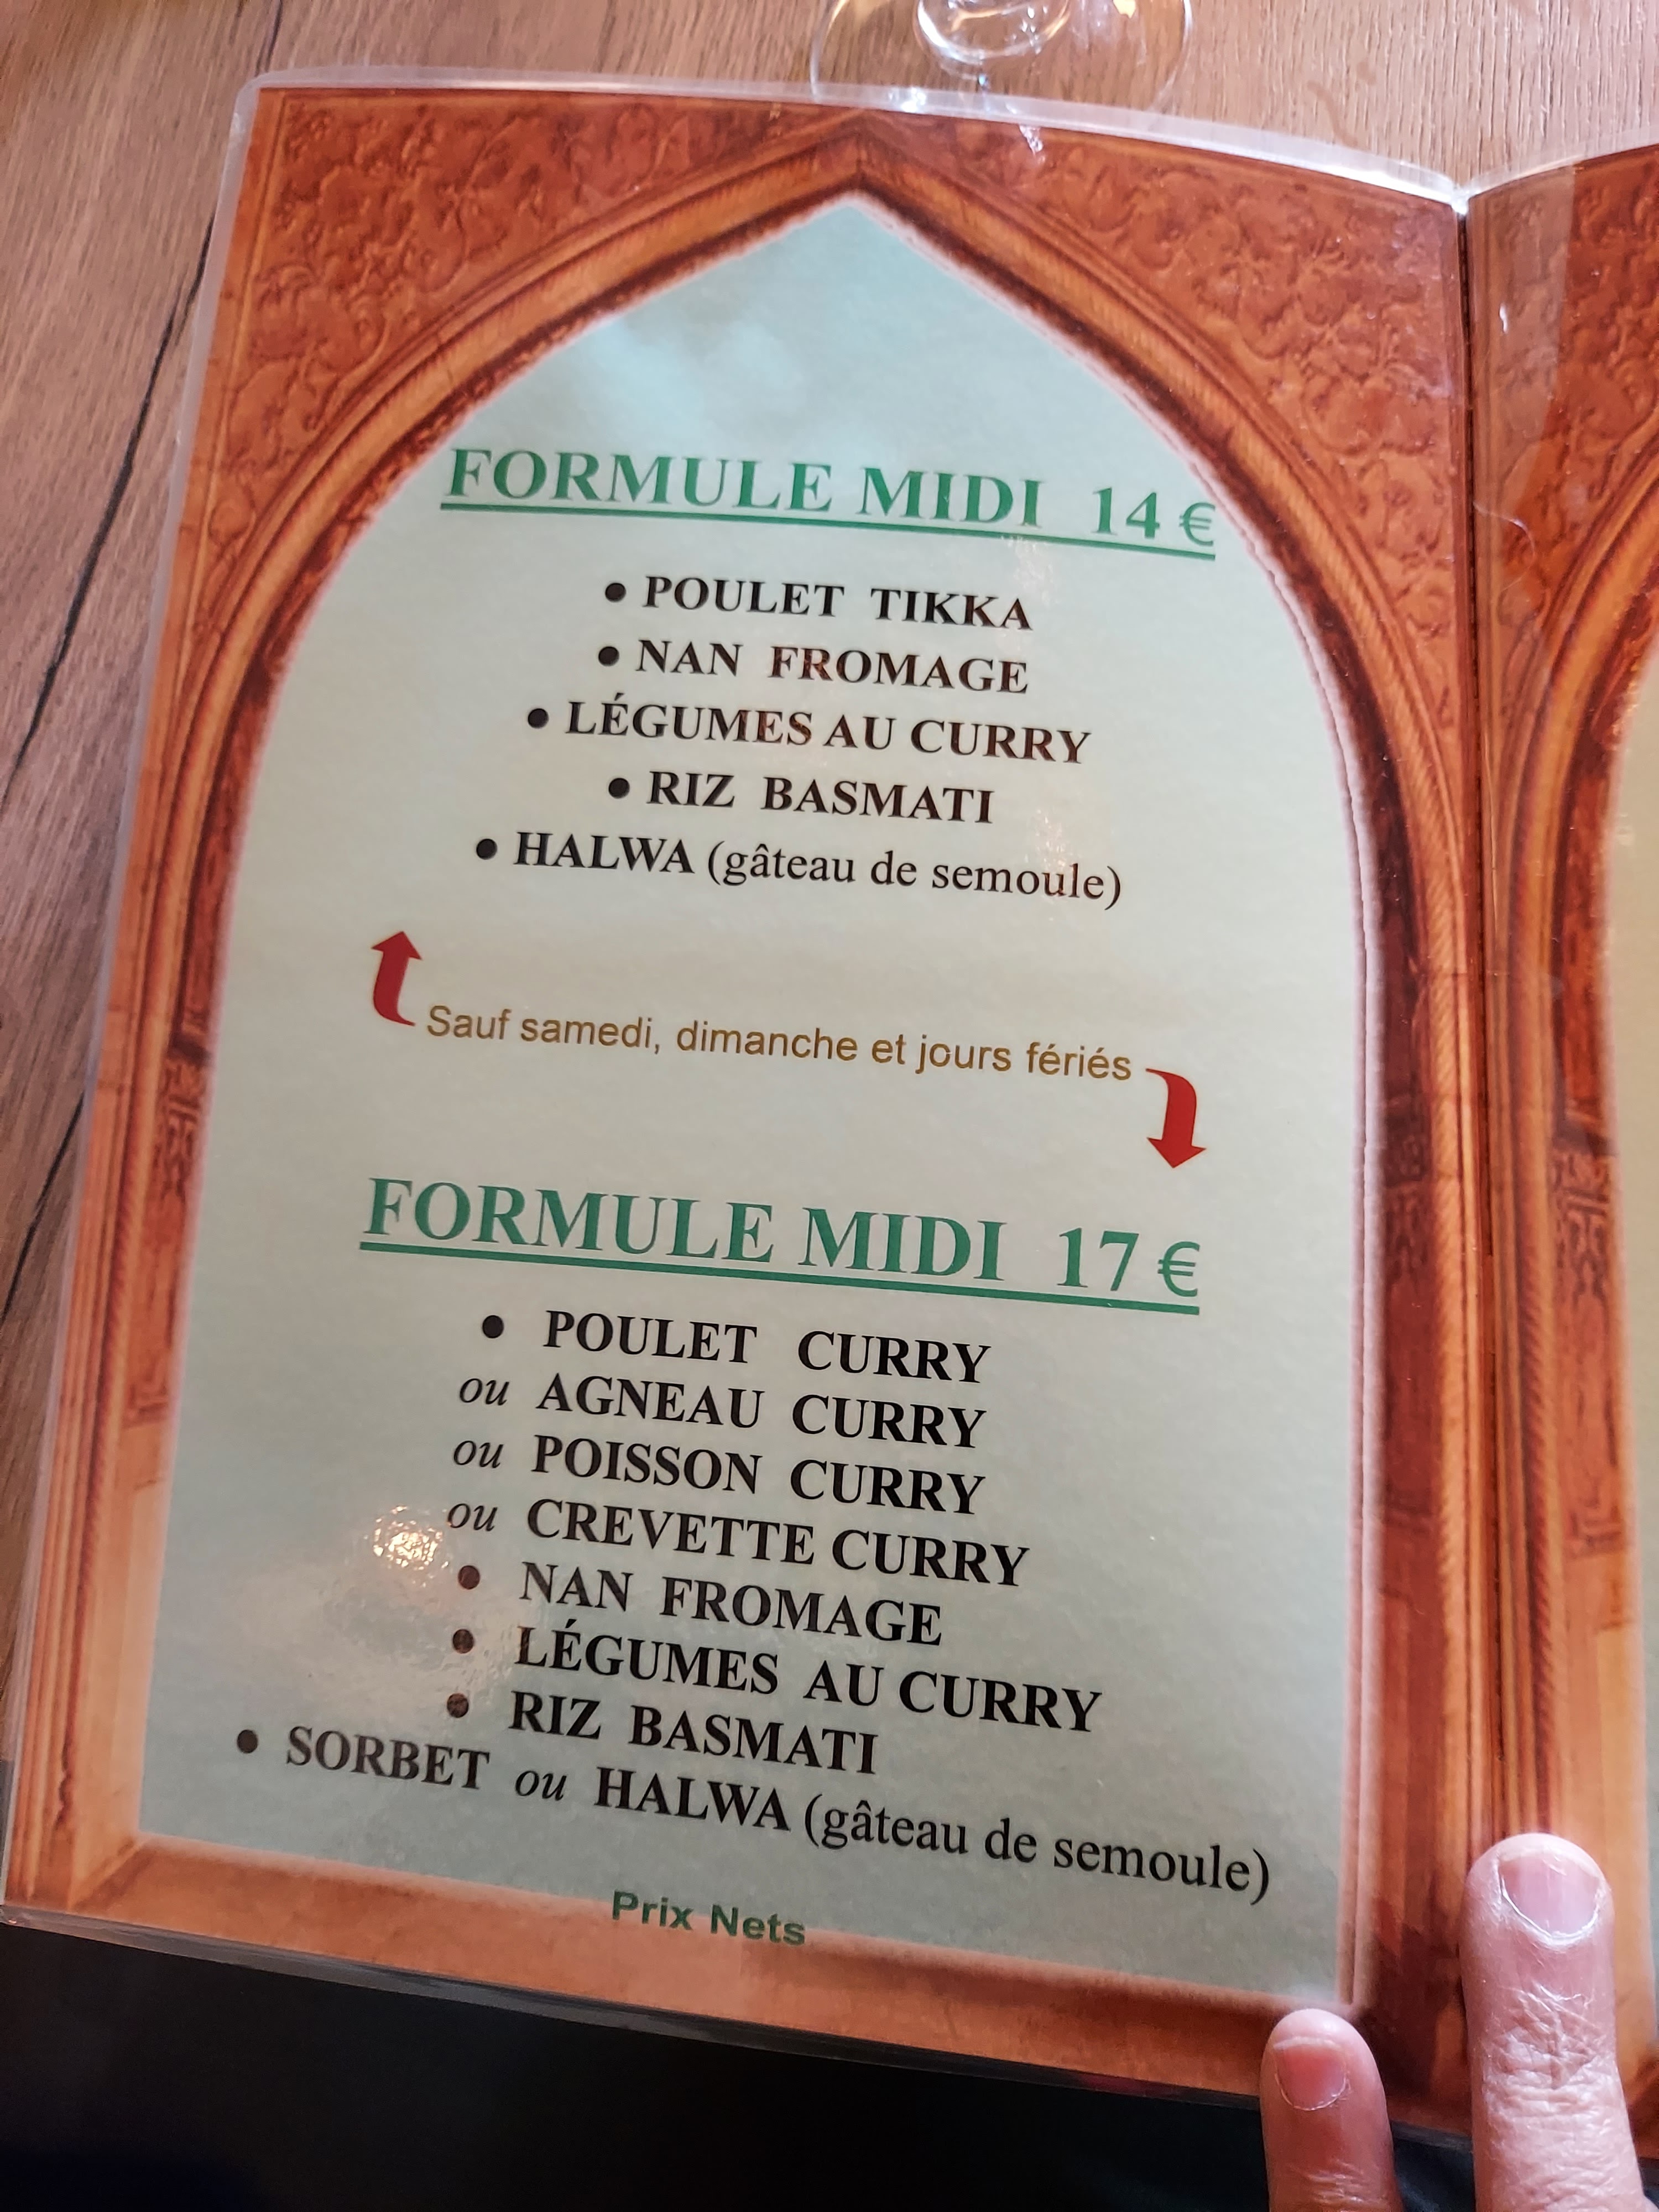 FORMULE MIDI 14 €
• POULET TIKKA
• NAN FROMAGE
• LÉGUMES AU CURRY
• RIZ BASMATI
• HALWA (gâteau de semoule)
Sauf samedi, dimanche et jours fériés
FORMULE MIDI 17 €
• POULET CURRY
ou AGNEAU CURRY
ou POISSON CURRY
ou CREVETTE CURRY
• NAN FROMAGE
• LÉGUMES AU CURRY
• RIZ BASMATI
• SORBET ou HALWA (gâteau de semoule)
Prix Nets